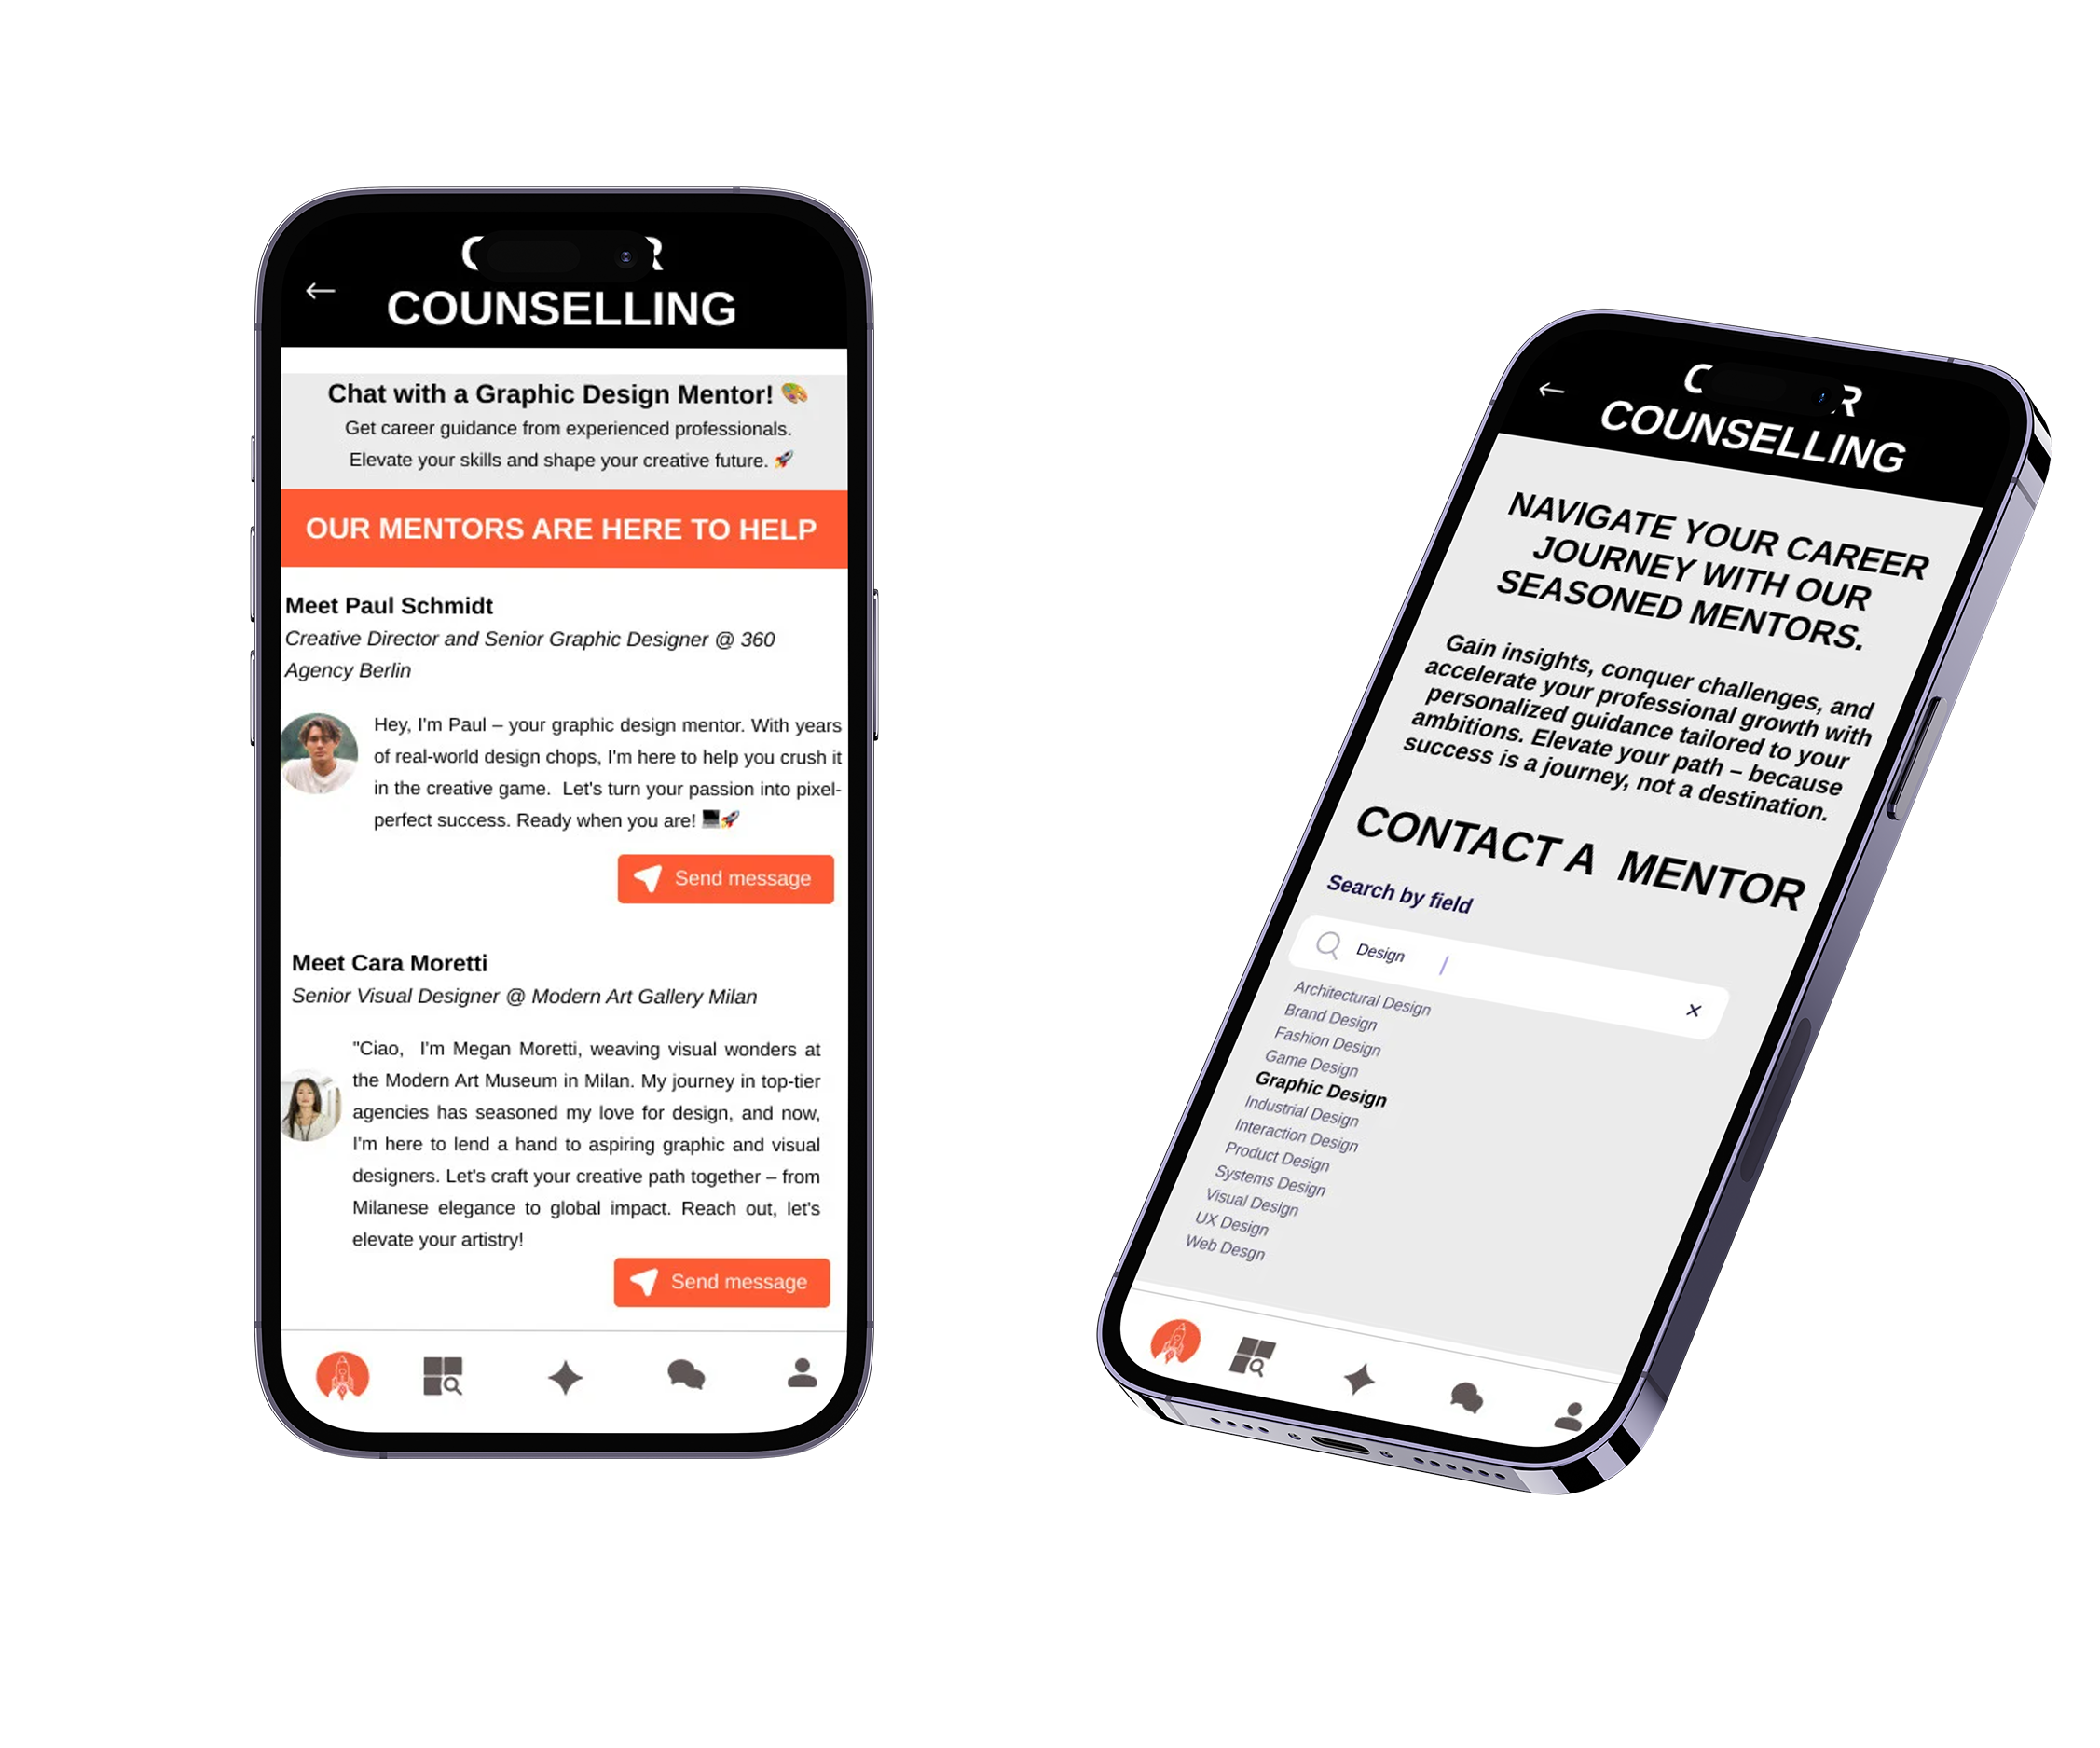 COUNSELLING
Chat with a Graphic Design Mentor! 🎨
Get career guidance from experienced professionals.
Elevate your skills and shape your creative future. 🚀
OUR MENTORS ARE HERE TO HELP
Meet Paul Schmidt
Creative Director and Senior Graphic Designer @ 360
Agency Berlin
Hey, I'm Paul – your graphic design mentor. With years
of real-world design chops, I'm here to help you crush it
in the creative game.  Let's turn your passion into pixel-
perfect success. Ready when you are! 💻🚀
Send message
Meet Cara Moretti
Senior Visual Designer @ Modern Art Gallery Milan
"Ciao,  I'm Megan Moretti, weaving visual wonders at
the Modern Art Museum in Milan. My journey in top-tier
agencies has seasoned my love for design, and now,
I'm here to lend a hand to aspiring graphic and visual
designers. Let's craft your creative path together – from
Milanese elegance to global impact. Reach out, let's
elevate your artistry!
Send message
COUNSELLING
NAVIGATE YOUR CAREER
JOURNEY WITH OUR
SEASONED MENTORS.
Gain insights, conquer challenges, and
accelerate your professional growth with
personalized guidance tailored to your
ambitions. Elevate your path – because
success is a journey, not a destination.
CONTACT A  MENTOR
Search by field
Design
Architectural Design
Brand Design
Fashion Design
Game Design
Graphic Design
Industrial Design
Interaction Design
Product Design
Systems Design
Visual Design
UX Design
Web Desgn